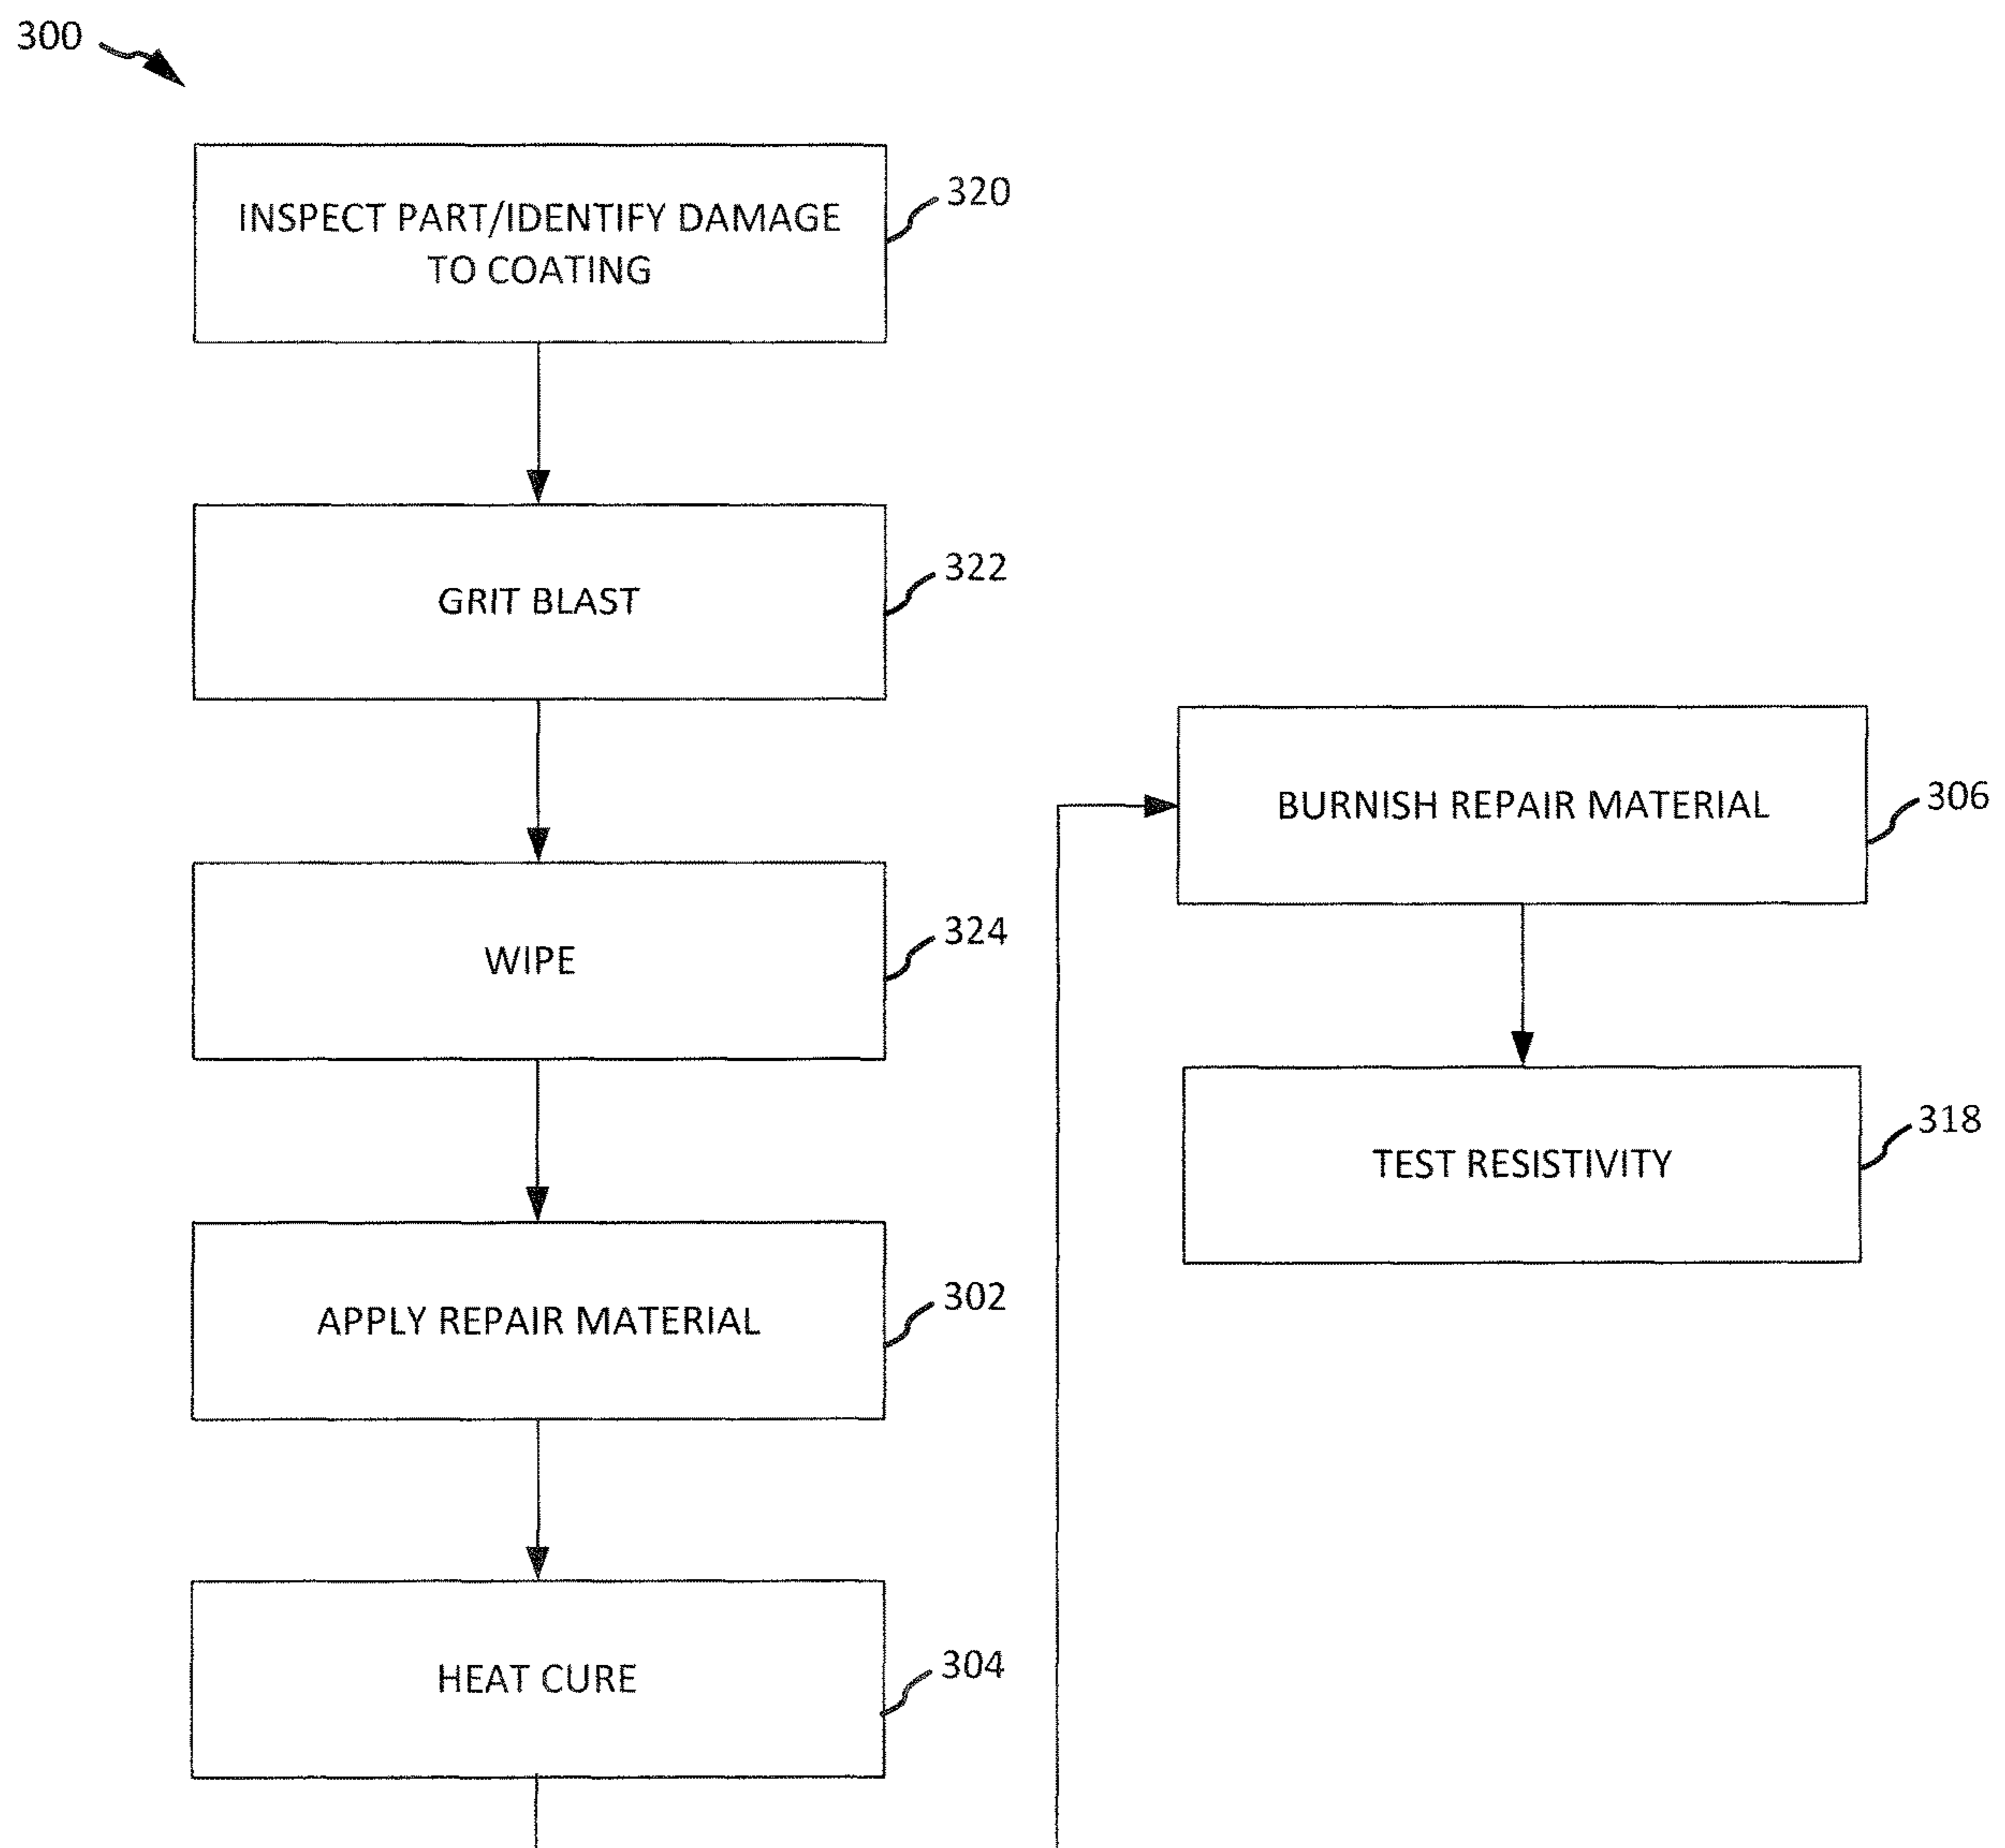 300
INSPECT PART/IDENTIFY DAMAGE
TO COATING
320
GRIT BLAST
322
WIPE
324
APPLY REPAIR MATERIAL
302
HEAT CURE
304
BURNISH REPAIR MATERIAL
306
TEST RESISTIVITY
318